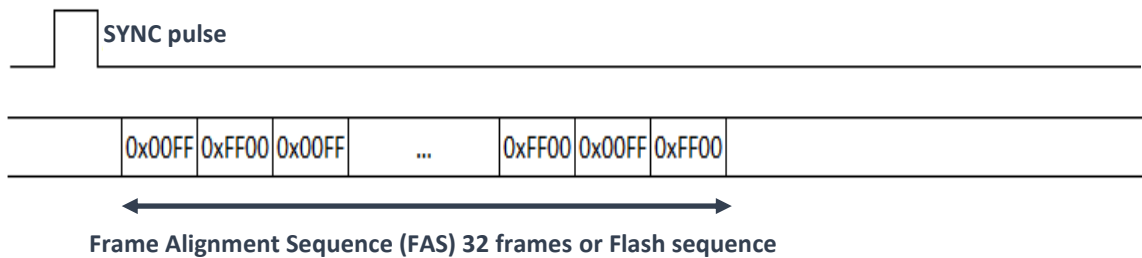 SYNC pulse
0x00FF 0xFF00 0x00FF ... 0xFF00 0x00FF 0xFF00
Frame Alignment Sequence (FAS) 32 frames or Flash sequence